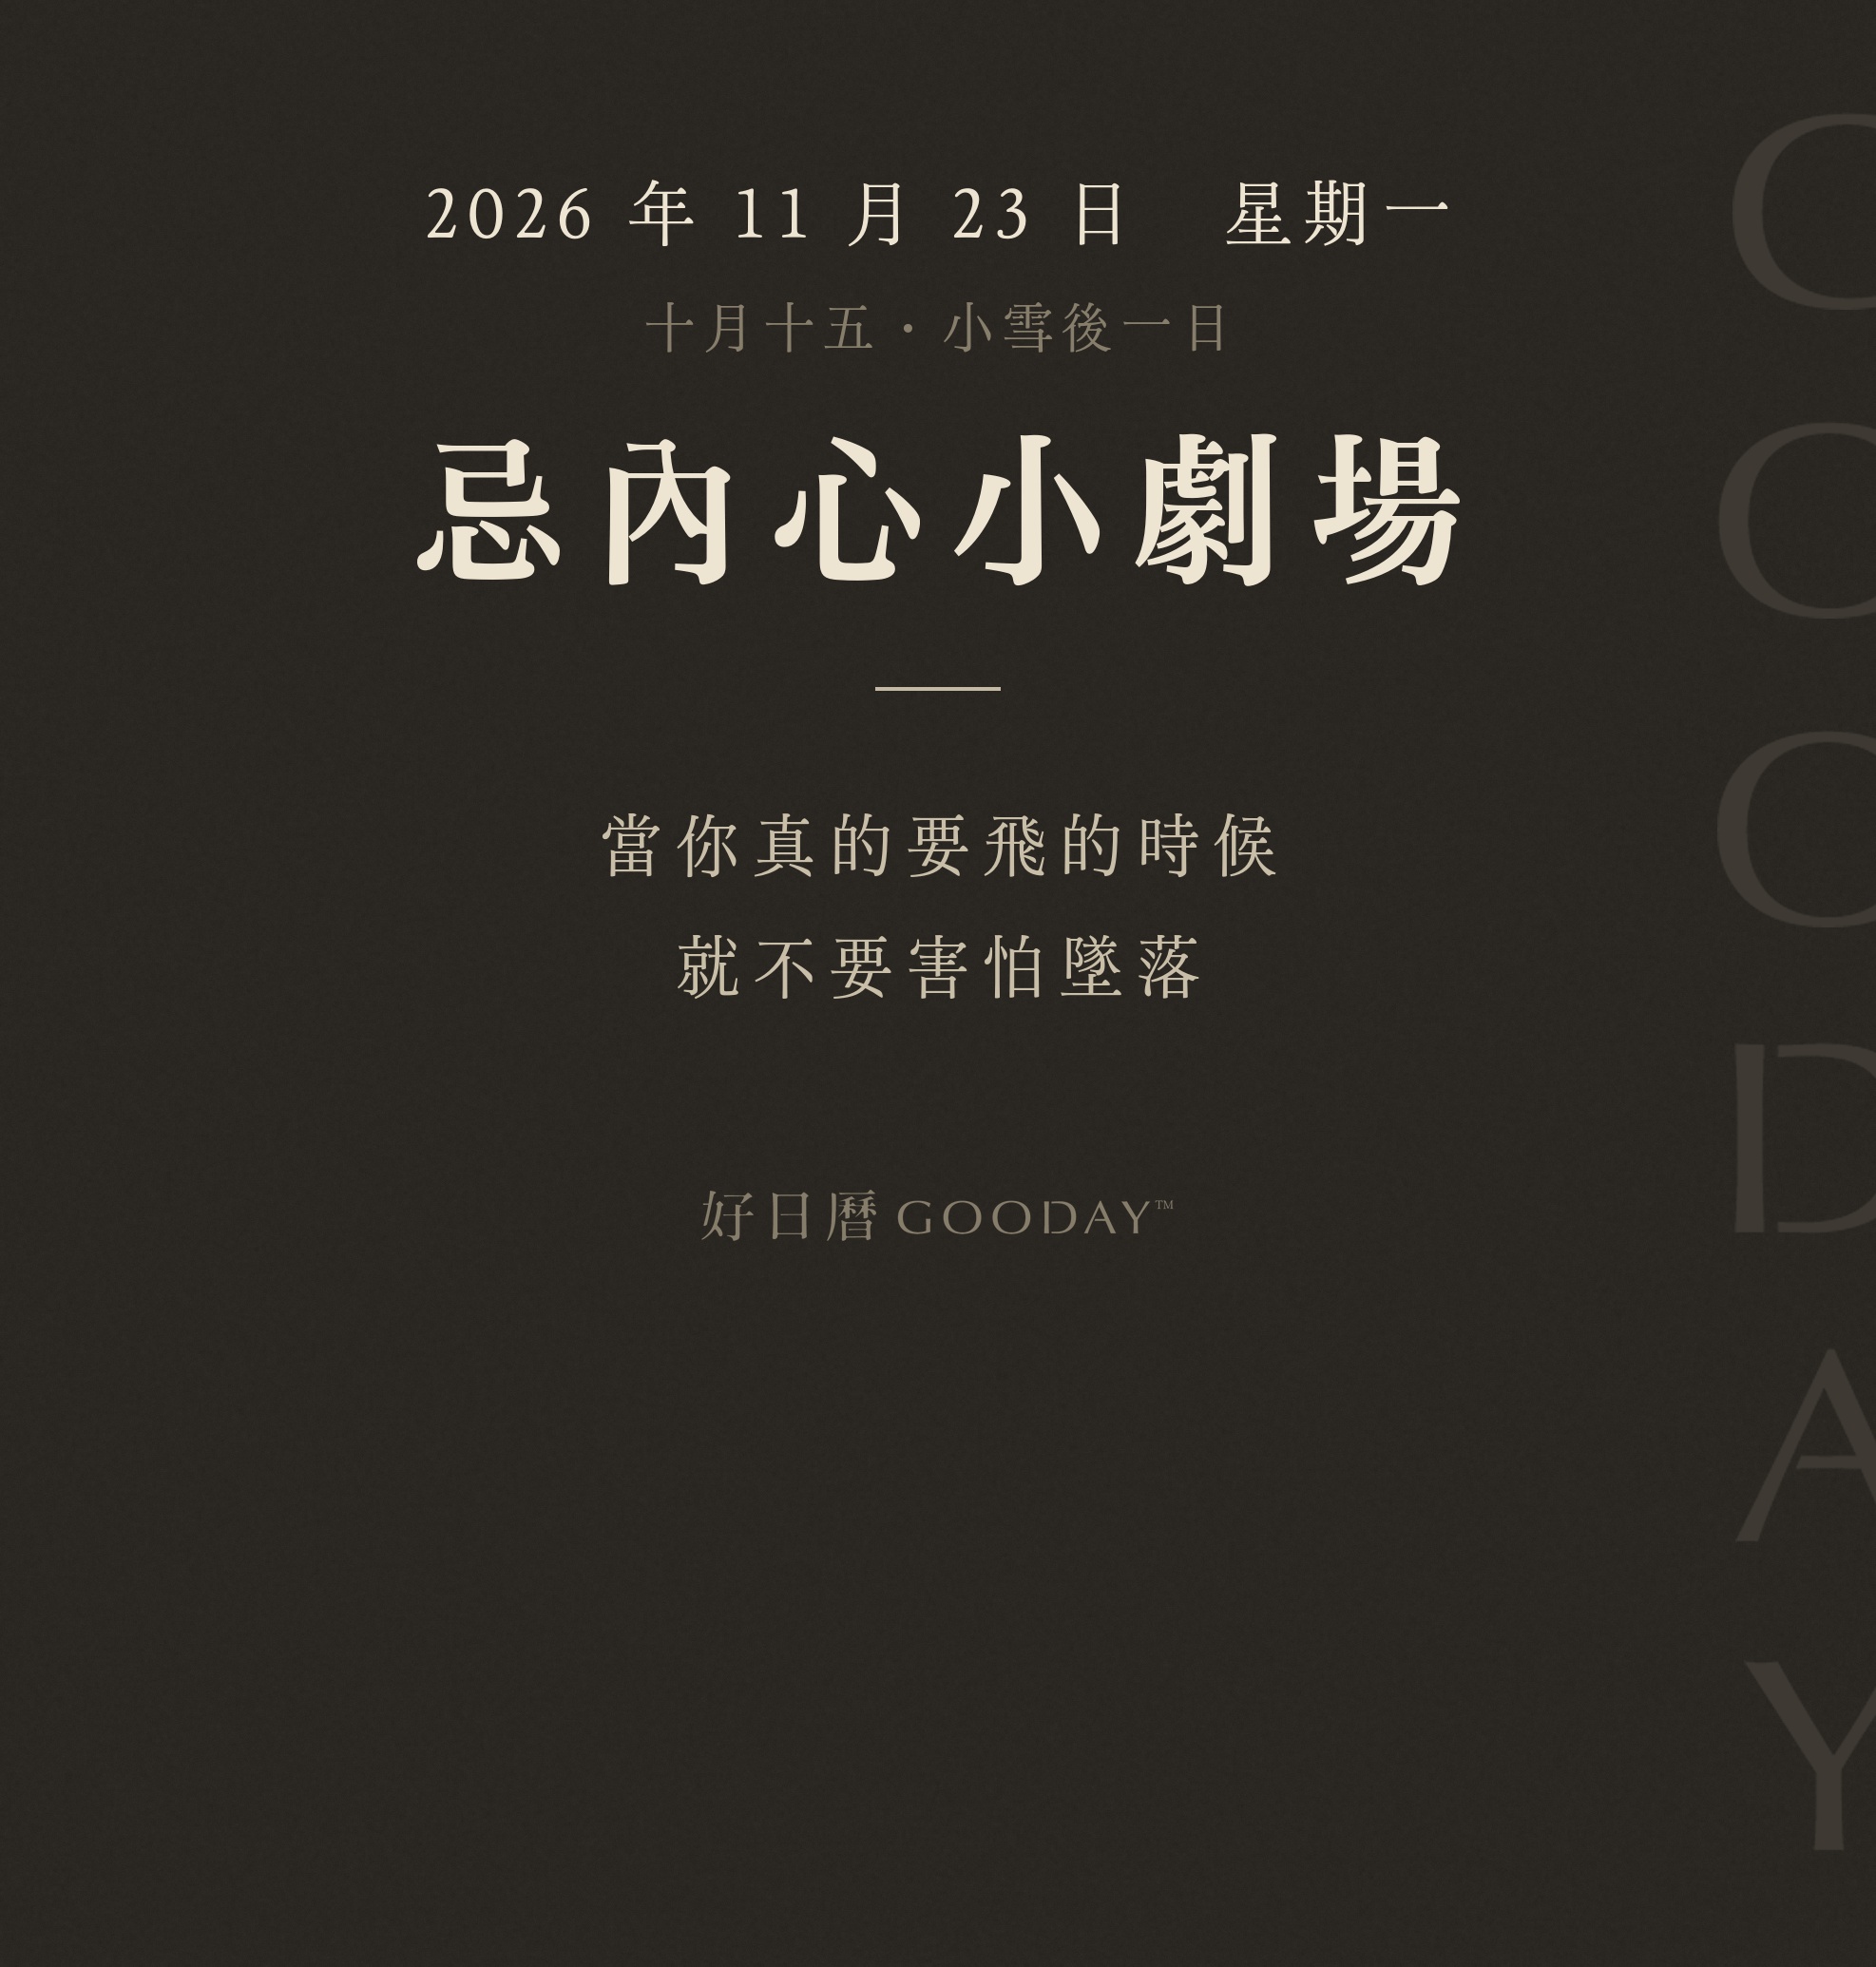 2026 年 11 月 23 日　星期一
十月十五・小雪後一日
忌內心小劇場
當你真的要飛的時候
就不要害怕墜落
好日曆 GOODAY™
GOODAY